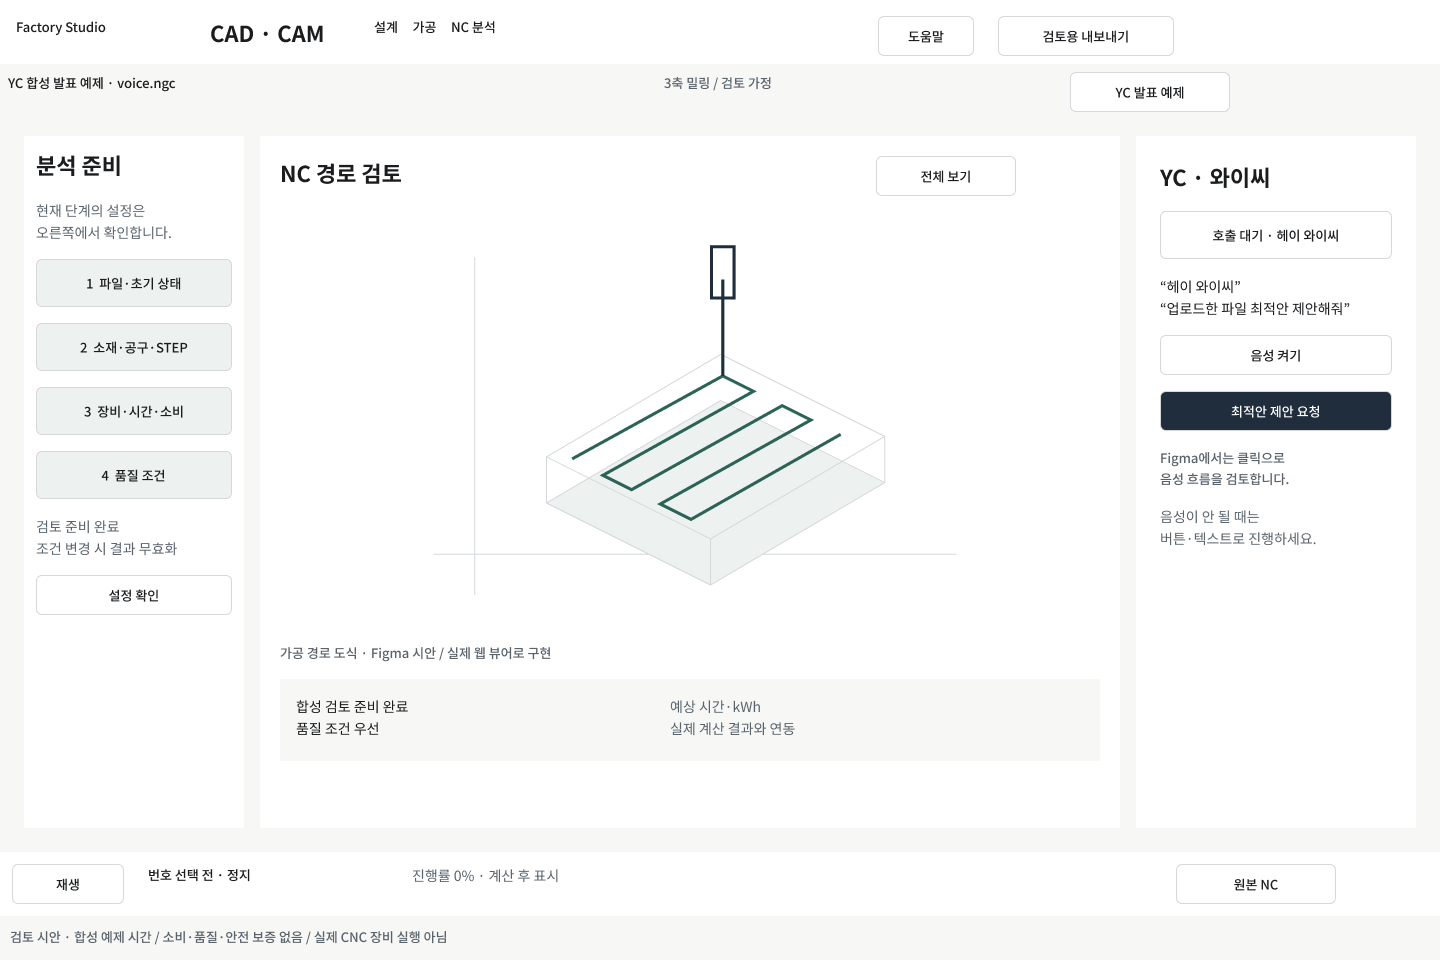 Factory Studio
CAD · CAM
설계 가공 NC 분석
도움말
검토용 내보내기
YC 합성 발표 예제 · voice.ngc
3축 밀링 / 검토 가정
YC 발표 예제
분석 준비
현재 단계의 설정은
오른쪽에서 확인합니다.
1 파일·초기 상태
2 소재·공구·STEP
3 장비·시간·소비
4 품질 조건
검토 준비 완료
조건 변경 시 결과 무효화
설정 확인
NC 경로 검토
전체 보기
가공 경로 도식 · Figma 시안 / 실제 웹 뷰어로 구현
합성 검토 준비 완료
품질 조건 우선
예상 시간·kWh
실제 계산 결과와 연동
YC · 와이씨
호출 대기 · 헤이 와이씨
“헤이 와이씨”
“업로드한 파일 최적안 제안해줘”
음성 켜기
최적안 제안 요청
Figma에서는 클릭으로
음성 흐름을 검토합니다.
음성이 안 될 때는
버튼·텍스트로 진행하세요.
재생
번호 선택 전 · 정지
진행률 0% · 계산 후 표시
원본 NC
검토 시안 · 합성 예제 시간 / 소비·품질·안전 보증 없음 / 실제 CNC 장비 실행 아님